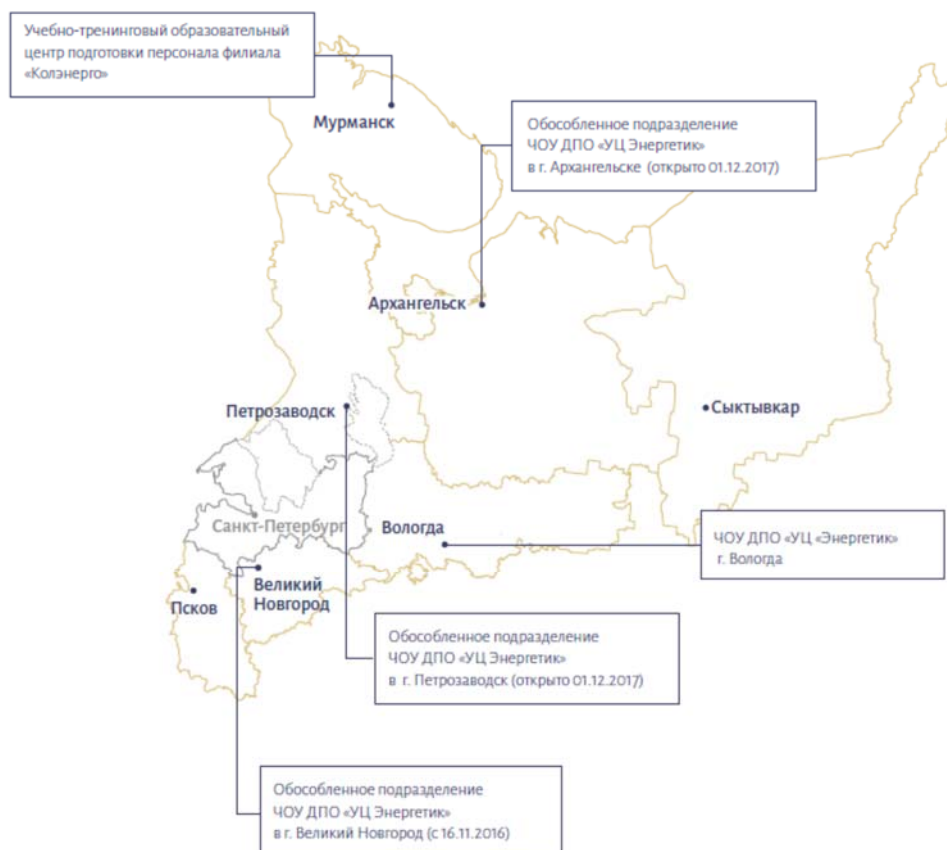 Учебно-тренинговый образовательный
центр подготовки персонала филиала
«Колэнерго»
Мурманск
Обособленное подразделение
ЧОУ ДПО «УЦ Энергетик»
в г. Архангельске (открыто 01.12.2017)
Архангельск
Петрозаводск
Сыктывкар
Санкт-Петербург
Вологда
ЧОУ ДПО «УЦ «Энергетик»
г. Вологда
Псков
Великий
Новгород
Обособленное подразделение
ЧОУ ДПО «УЦ Энергетик»
в г. Петрозаводск (открыто 01.12.2017)
Обособленное подразделение
ЧОУ ДПО «УЦ Энергетик»
в г. Великий Новгород (с 16.11.2016)